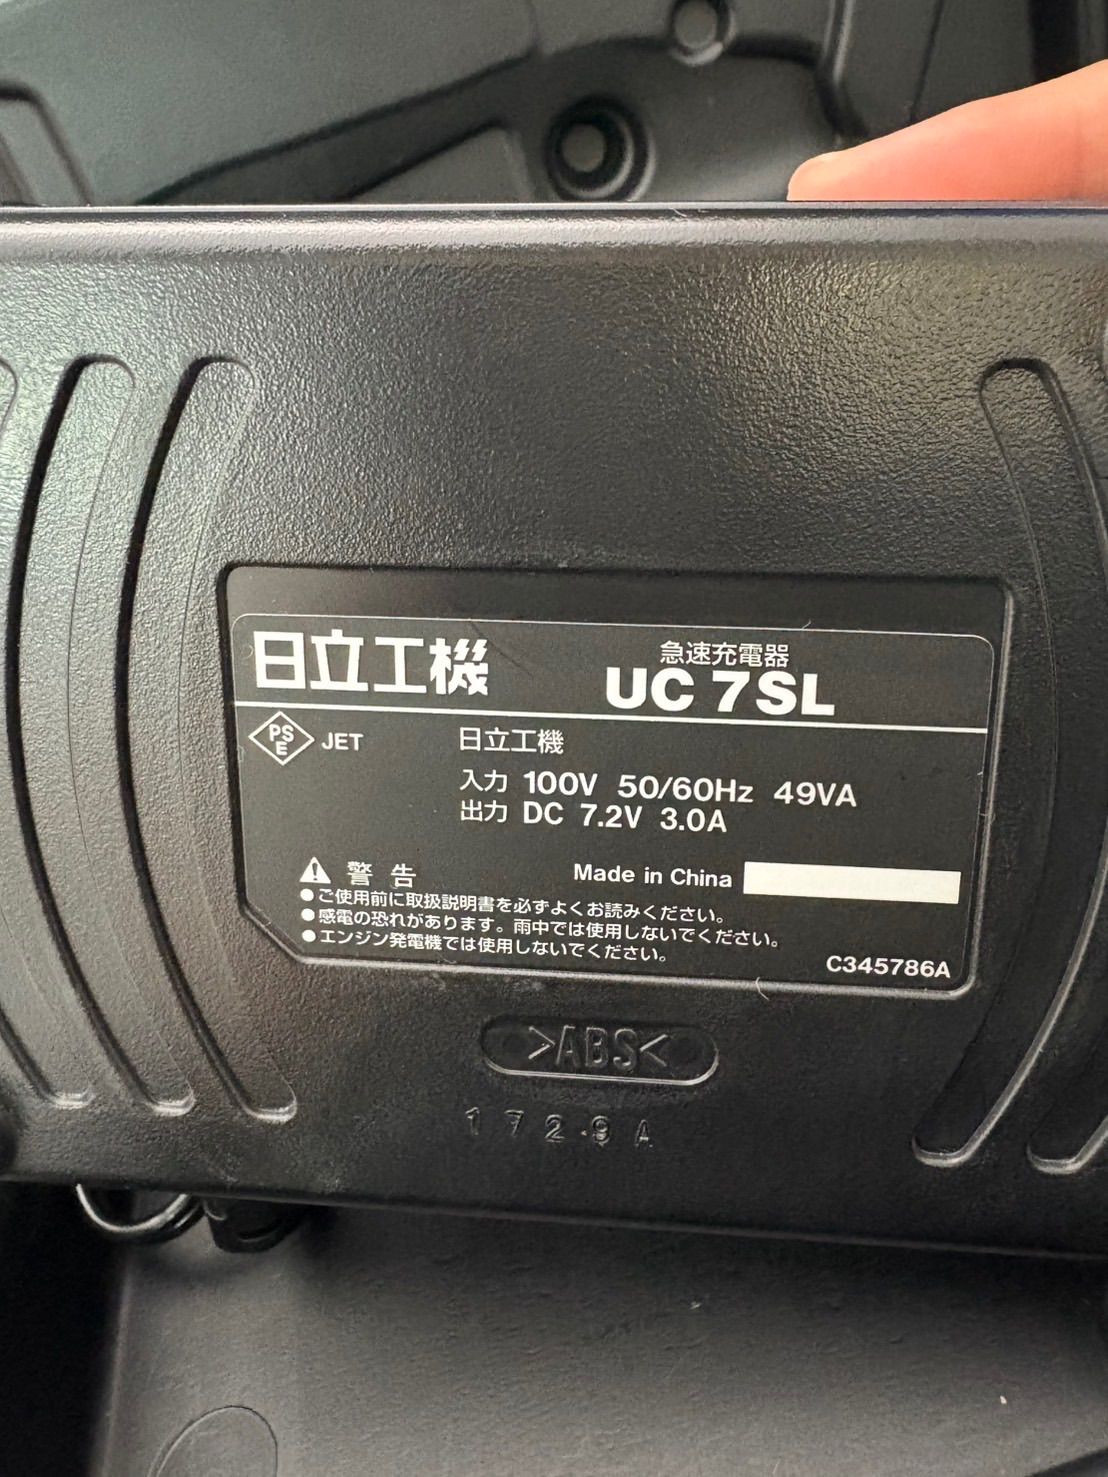 日立工機
急速充電器
UC 7SL
PSE JET
日立工機
入力 100V 50/60Hz 49VA
出力 DC 7.2V 3.0A
警告
Made in China
●ご使用前に取扱説明書を必ずよくお読みください。
●感電の恐れがあります。雨中では使用しないでください。
●エンジン発電機では使用しないでください。
C345786A
>ABS<
1729A